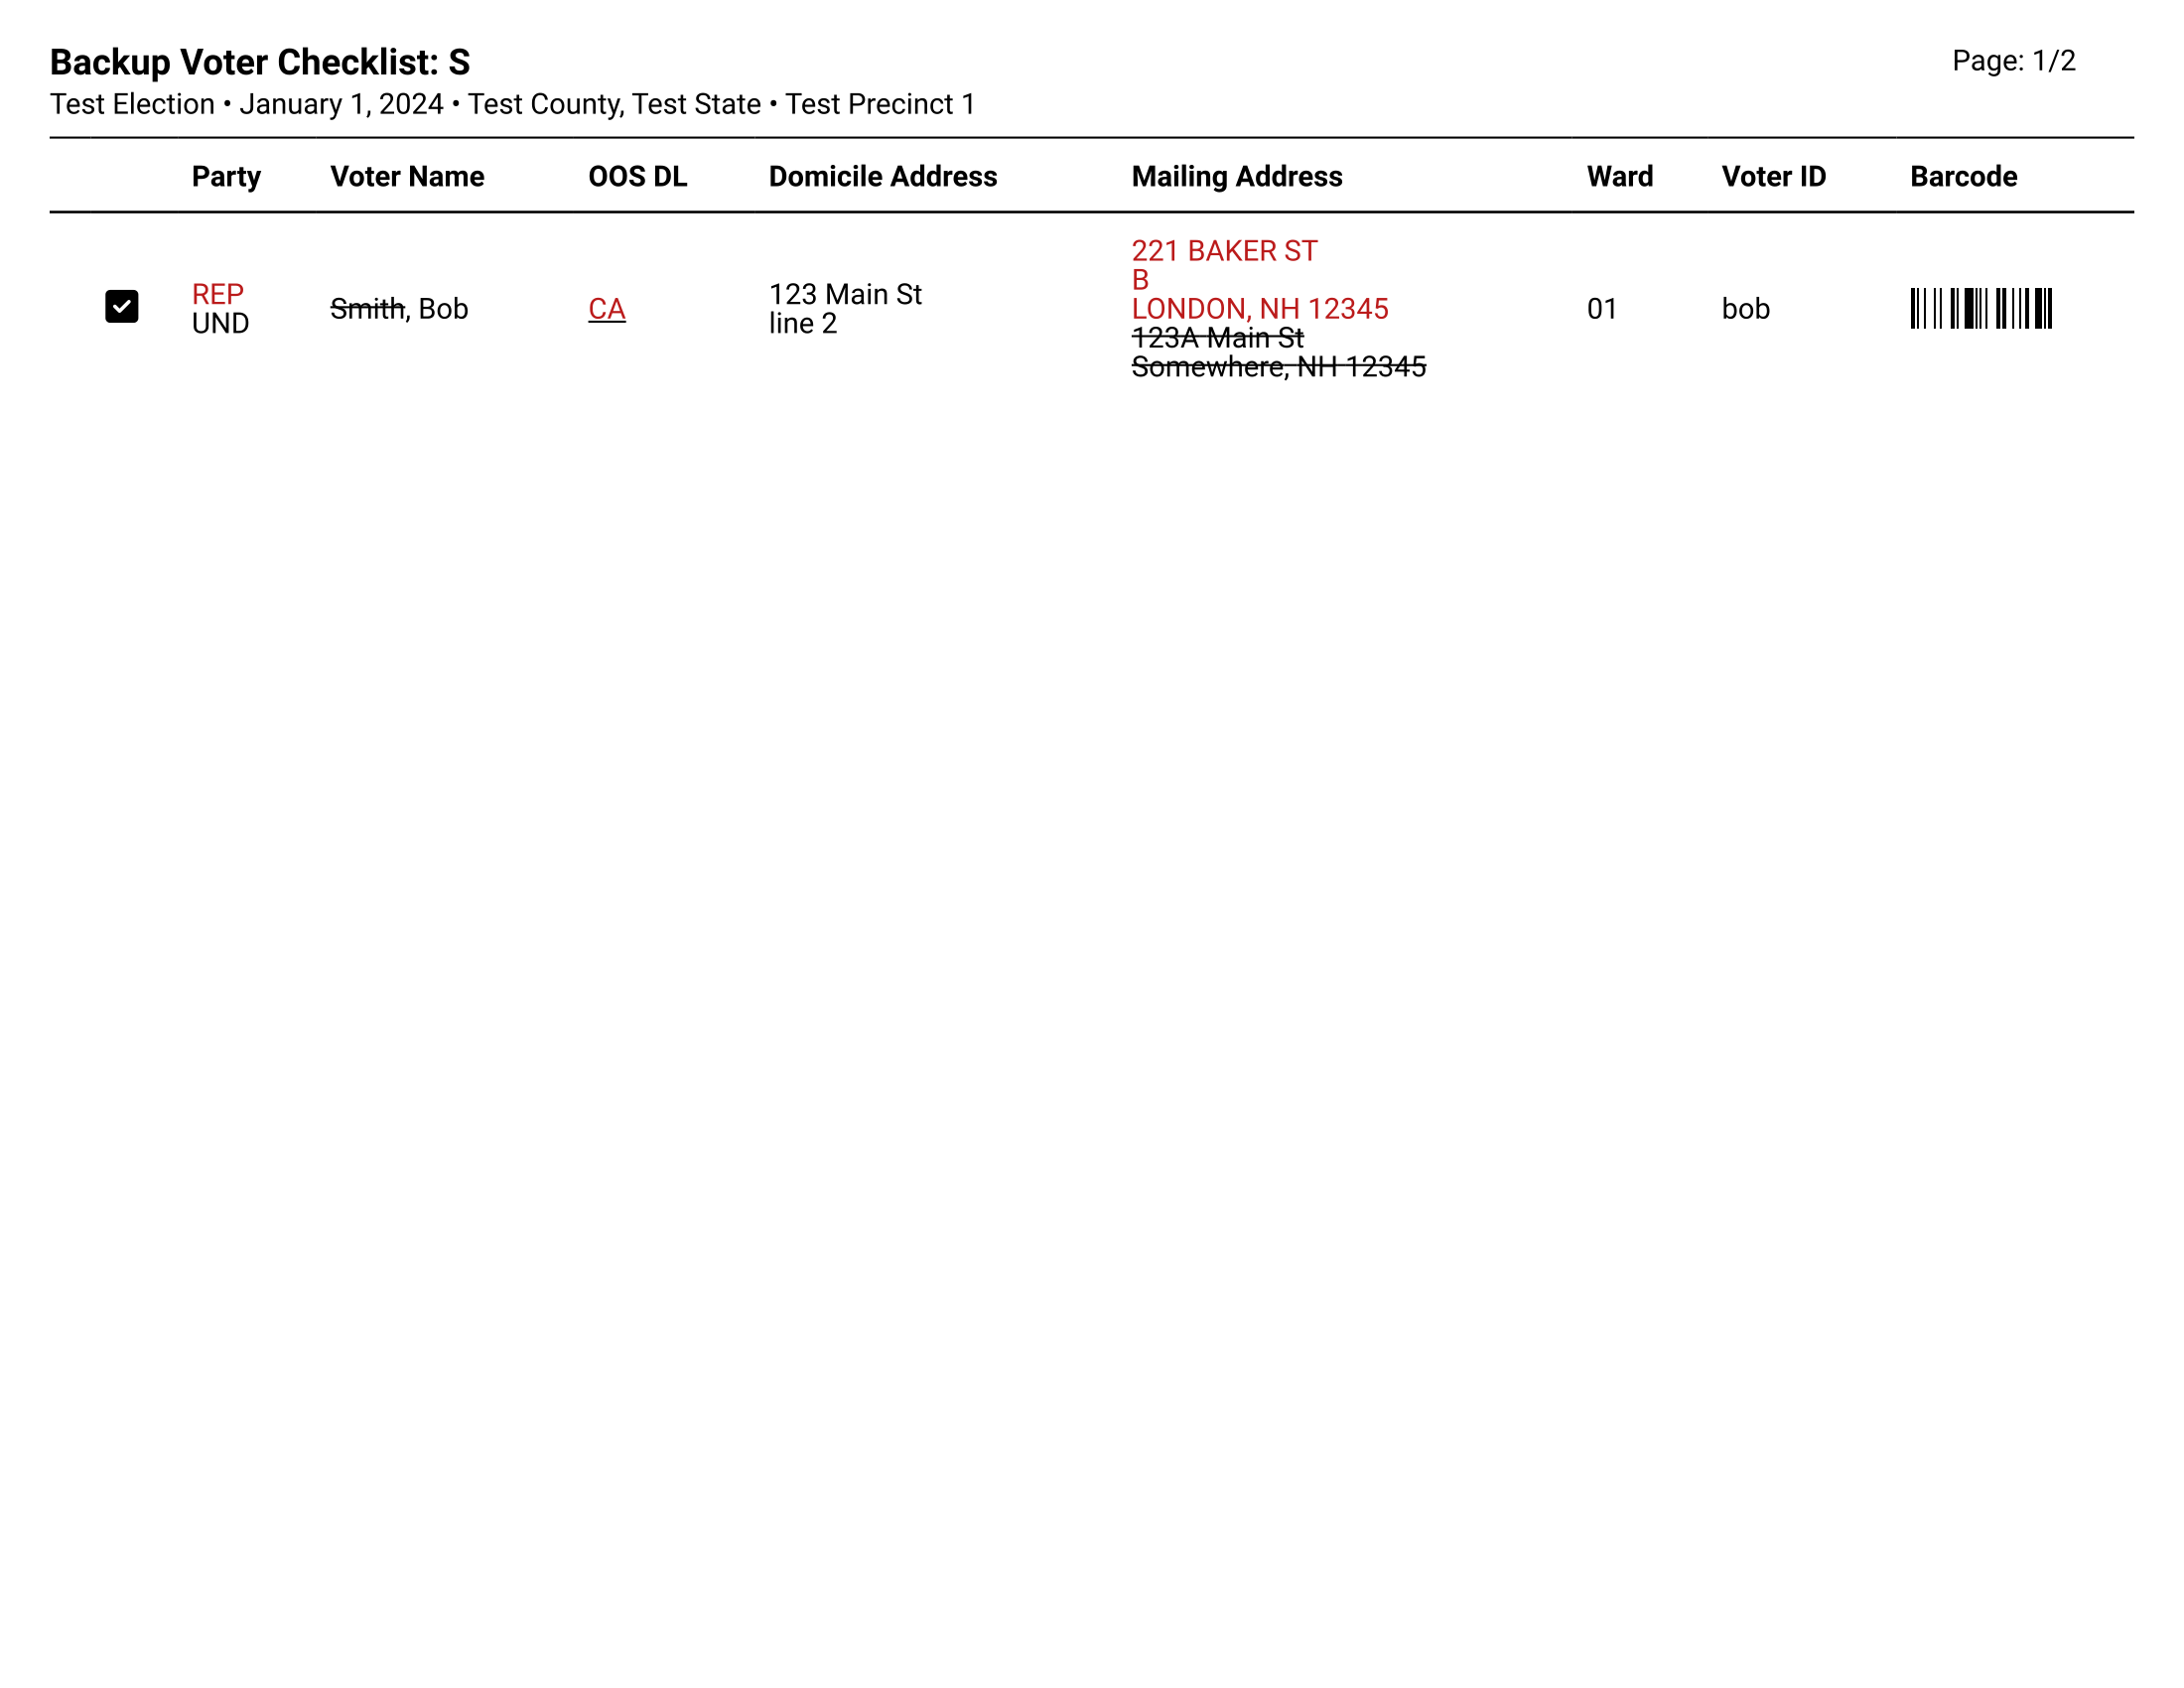 Backup Voter Checklist: S
Page: 1/2
Test Election • January 1, 2024 • Test County, Test State • Test Precinct 1
Party Voter Name OOS DL Domicile Address Mailing Address Ward Voter ID Barcode
REP
UND
Smith, Bob
CA
123 Main St
line 2
221 BAKER ST
B
LONDON, NH 12345
123A Main St
Somewhere, NH 12345
01
bob